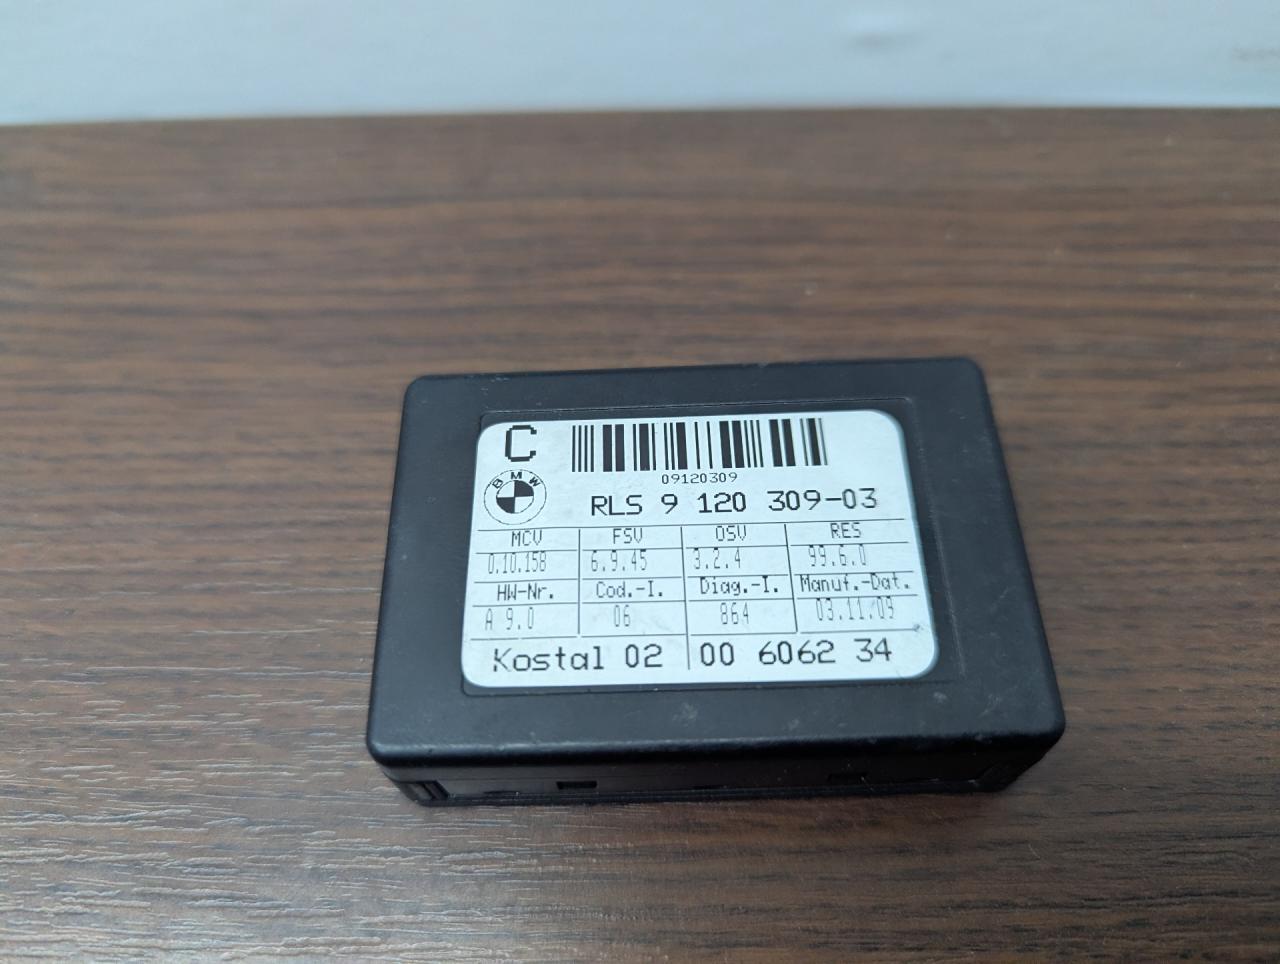 C
09120309
BMW
RLS 9 120 309-03
MCV FSV OSV RES
0.10.158 6.9.45 3.2.4 99.6.0
HW-Nr. Cod.-I. Diag.-I. Manuf.-Dat.
A 9.0 06 864 03.11.09
Kostal 02 00 6062 34